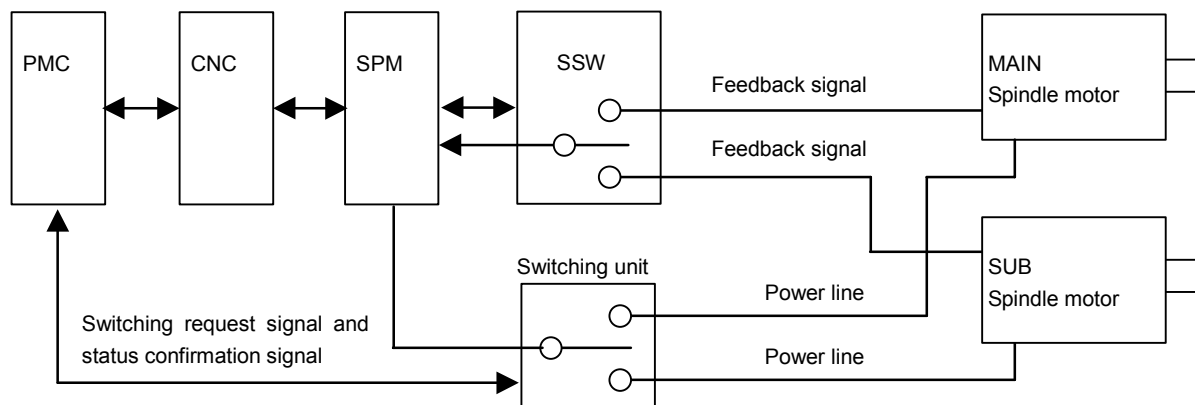 PMC
CNC
SPM
SSW
Feedback signal
Feedback signal
MAIN
Spindle motor
SUB
Spindle motor
Switching unit
Power line
Power line
Switching request signal and
status confirmation signal